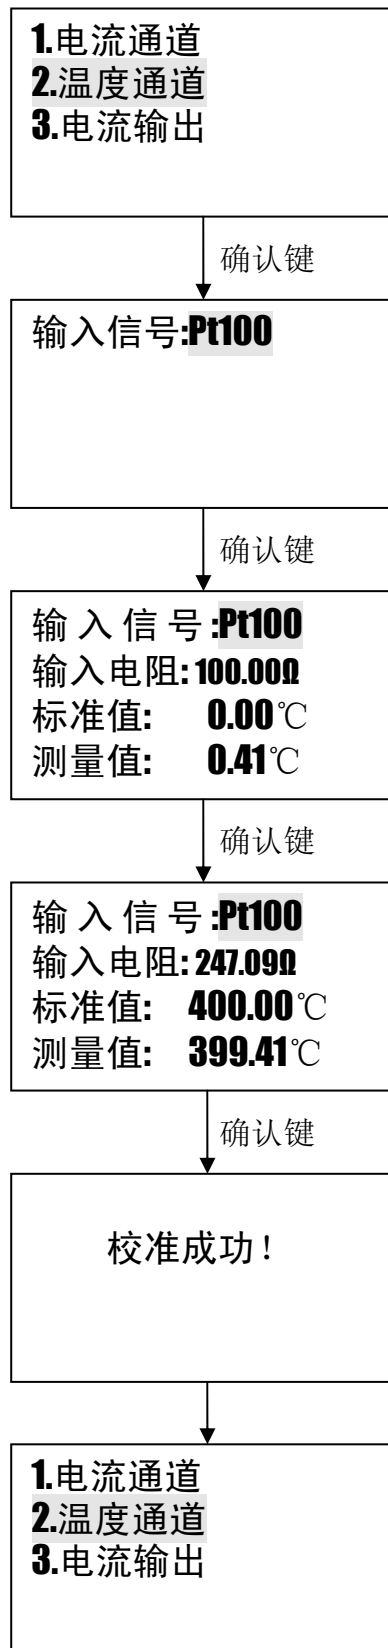 1.电流通道
2.温度通道
3.电流输出
确认键
输入信号:Pt100
确认键
输入信号:Pt100
输入电阻:100.00Ω
标准值: 0.00℃
测量值: 0.41℃
确认键
输入信号:Pt100
输入电阻:247.09Ω
标准值: 400.00℃
测量值: 399.41℃
确认键
校准成功！
1.电流通道
2.温度通道
3.电流输出